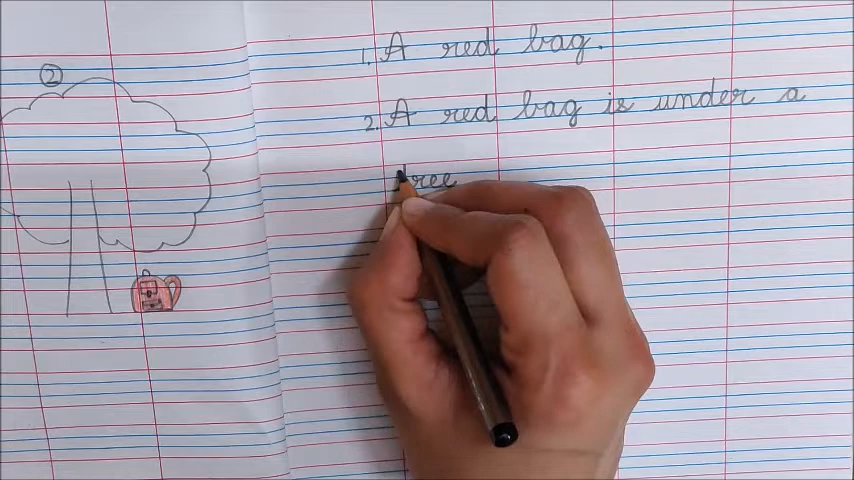 ②
1. A red bag.
2. A red bag is under a
tree